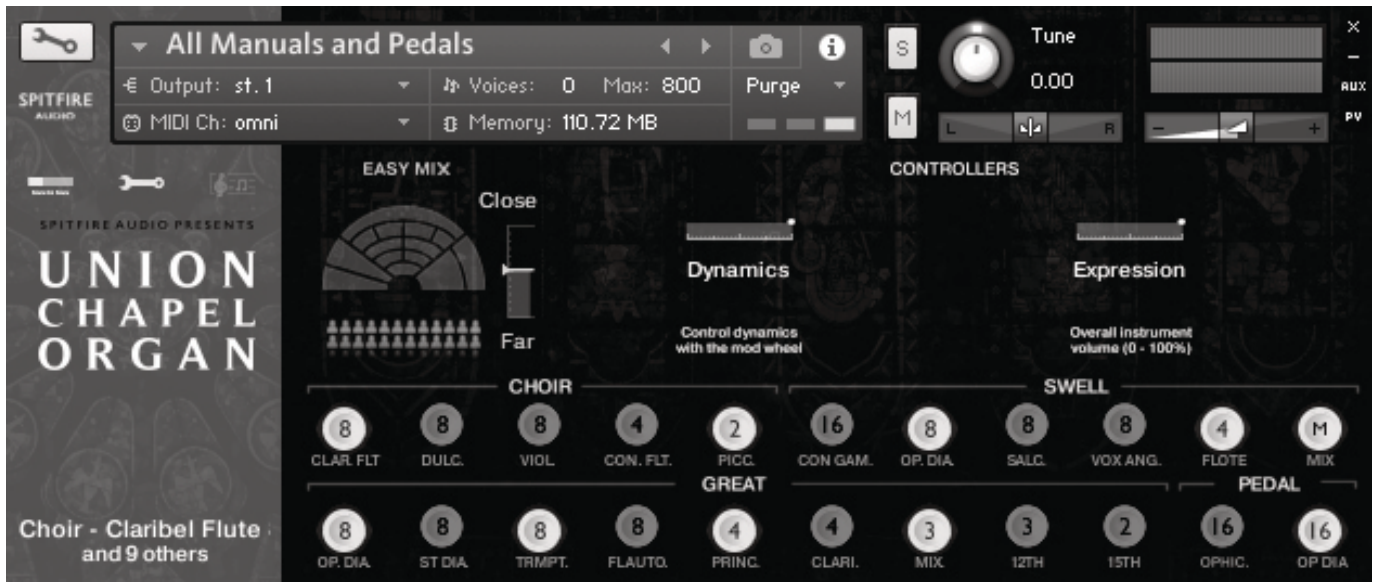 All Manuals and Pedals
Output: st.1
Voices: 0 Max: 800
Purge
MIDI Ch: omni
Memory: 110.72 MB
S
M
Tune
0.00
L R
- +
X
-
AUX
PV
SPITFIRE
AUDIO
SPITFIRE AUDIO PRESENTS
UNION
CHAPEL
ORGAN
Choir - Claribel Flute
and 9 others
EASY MIX
Close
Far
CONTROLLERS
Dynamics
Control dynamics
with the mod wheel
Expression
Overall instrument
volume (0 - 100%)
CHOIR SWELL
8 8 8 4 2 16 8 8 8 4 M
CLAR. FLT DULC. VIOL CON. FLT. PICC. CON GAM. OP. DIA. SALC. VOX ANG. FLOTE MIX
GREAT PEDAL
8 8 8 8 4 4 3 3 2 16 16
OP. DIA. ST DIA. TRMPT. FLAUTO. PRINC. CLARI. MIX. 12TH 15TH OPHIC. OP DIA